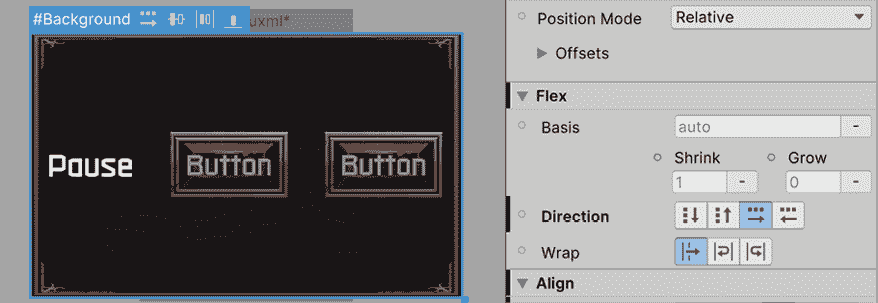 #Background
uxml*
Pause
Button
Button
Position Mode
Relative
Offsets
Flex
Basis
auto
Shrink
Grow
1
0
Direction
Wrap
Align